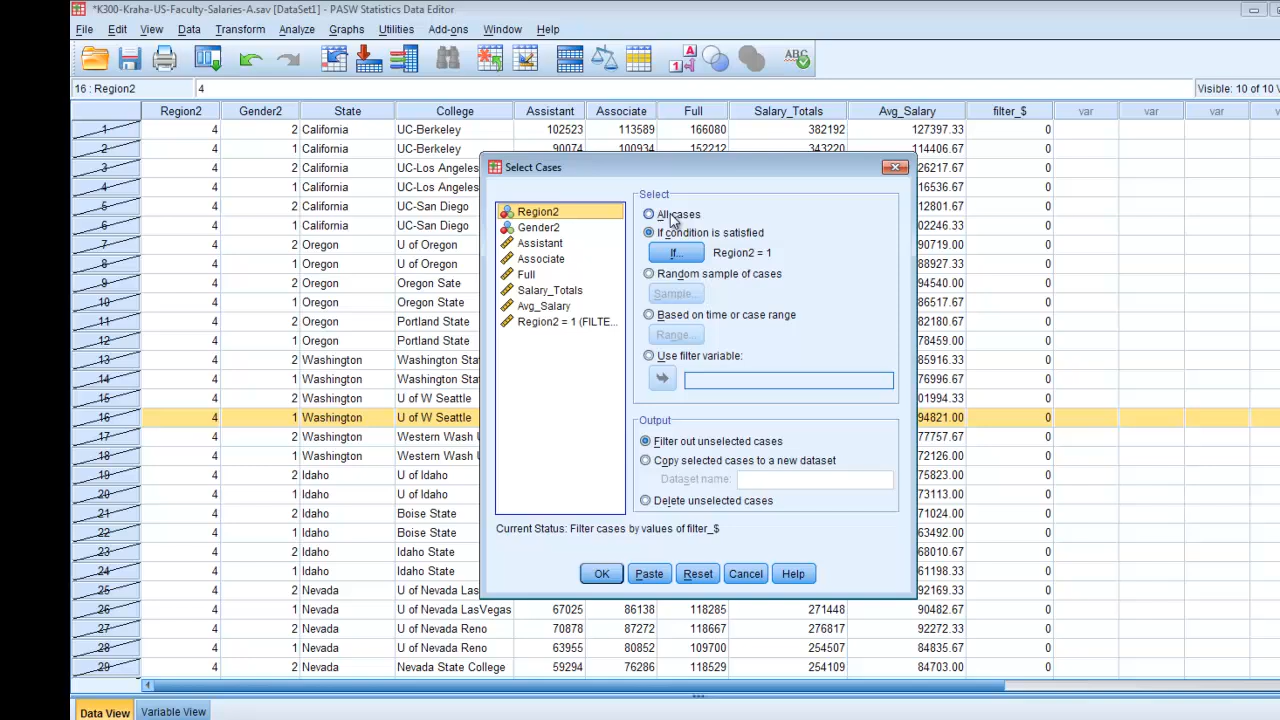 *K300-Kraha-US-Faculty-Salaries-A.sav [DataSet1] - PASW Statistics Data Editor
File Edit View Data Transform Analyze Graphs Utilities Add-ons Window Help
16 : Region2 4 Visible: 10 of 10 V
Region2 Gender2 State College Assistant Associate Full Salary_Totals Avg_Salary filter_$ var var var v
1 4 2 California UC-Berkeley 102523 113589 166080 382192 127397.33 0
2 4 1 California UC-Berkeley 90074 100934 152212 343220 114406.67 0
3 4 2 California UC-Los Angeles 26217.67 0
4 4 1 California UC-Los Angeles 16536.67 0
5 4 2 California UC-San Diego 12801.67 0
6 4 1 California UC-San Diego 02246.33 0
7 4 2 Oregon U of Oregon 90719.00 0
8 4 1 Oregon U of Oregon 88927.33 0
9 4 2 Oregon Oregon Sate 94540.00 0
10 4 1 Oregon Oregon State 86517.67 0
11 4 2 Oregon Portland State 82180.67 0
12 4 1 Oregon Portland State 78459.00 0
13 4 2 Washington Washington Sta 85916.33 0
14 4 1 Washington Washington Sta 76996.67 0
15 4 2 Washington U of W Seattle 01994.33 0
16 4 1 Washington U of W Seattle 94821.00 0
17 4 2 Washington Western Wash U 77757.67 0
18 4 1 Washington Western Wash U 72126.00 0
19 4 2 Idaho U of Idaho 75823.00 0
20 4 1 Idaho U of Idaho 73113.00 0
21 4 2 Idaho Boise State 71024.00 0
22 4 1 Idaho Boise State 63492.00 0
23 4 2 Idaho Idaho State 68010.67 0
24 4 1 Idaho Idaho State 61198.33 0
25 4 2 Nevada U of Nevada Las 92169.33 0
26 4 1 Nevada U of Nevada LasVegas 67025 86138 118285 271448 90482.67 0
27 4 2 Nevada U of Nevada Reno 70878 87272 118667 276817 92272.33 0
28 4 1 Nevada U of Nevada Reno 63955 80852 109700 254507 84835.67 0
29 4 2 Nevada Nevada State College 59294 76286 118529 254109 84703.00 0
Select Cases
Region2
Gender2
Assistant
Associate
Full
Salary_Totals
Avg_Salary
Region2 = 1 (FILTE...
Select
All cases
If condition is satisfied
If... Region2 = 1
Random sample of cases
Sample...
Based on time or case range
Range...
Use filter variable:
Output
Filter out unselected cases
Copy selected cases to a new dataset
Dataset name:
Delete unselected cases
Current Status: Filter cases by values of filter_$
OK Paste Reset Cancel Help
Data View Variable View